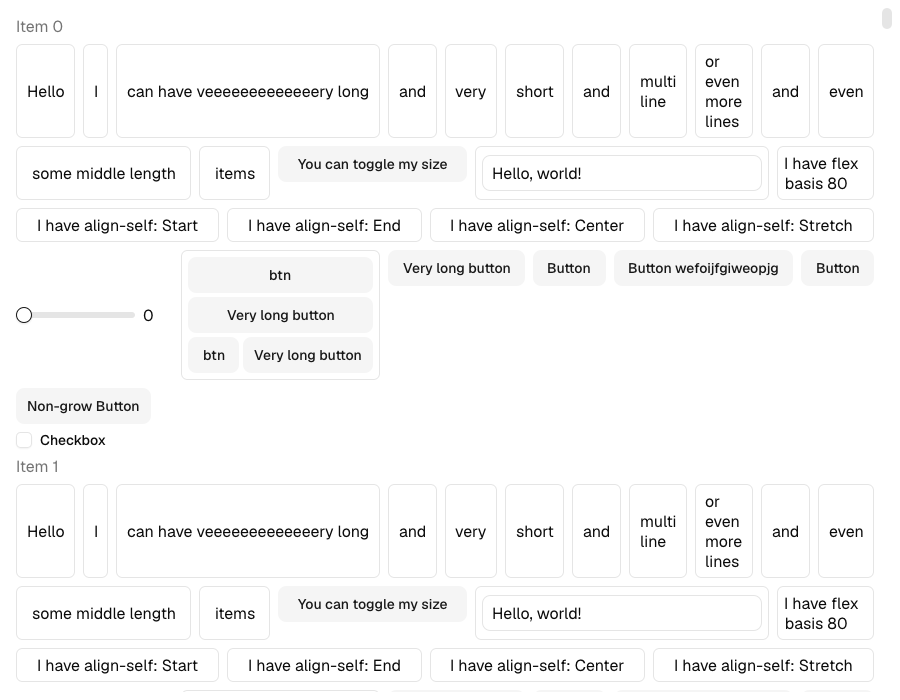 Item 0
Hello I can have veeeeeeeeeeeeery long and very short and multi line or even more lines and even
some middle length items You can toggle my size Hello, world! I have flex basis 80
I have align-self: Start I have align-self: End I have align-self: Center I have align-self: Stretch
0
btn
Very long button
btn Very long button
Very long button Button Button wefoijfgiweopjg Button
Non-grow Button
Checkbox
Item 1
Hello I can have veeeeeeeeeeeeery long and very short and multi line or even more lines and even
some middle length items You can toggle my size Hello, world! I have flex basis 80
I have align-self: Start I have align-self: End I have align-self: Center I have align-self: Stretch